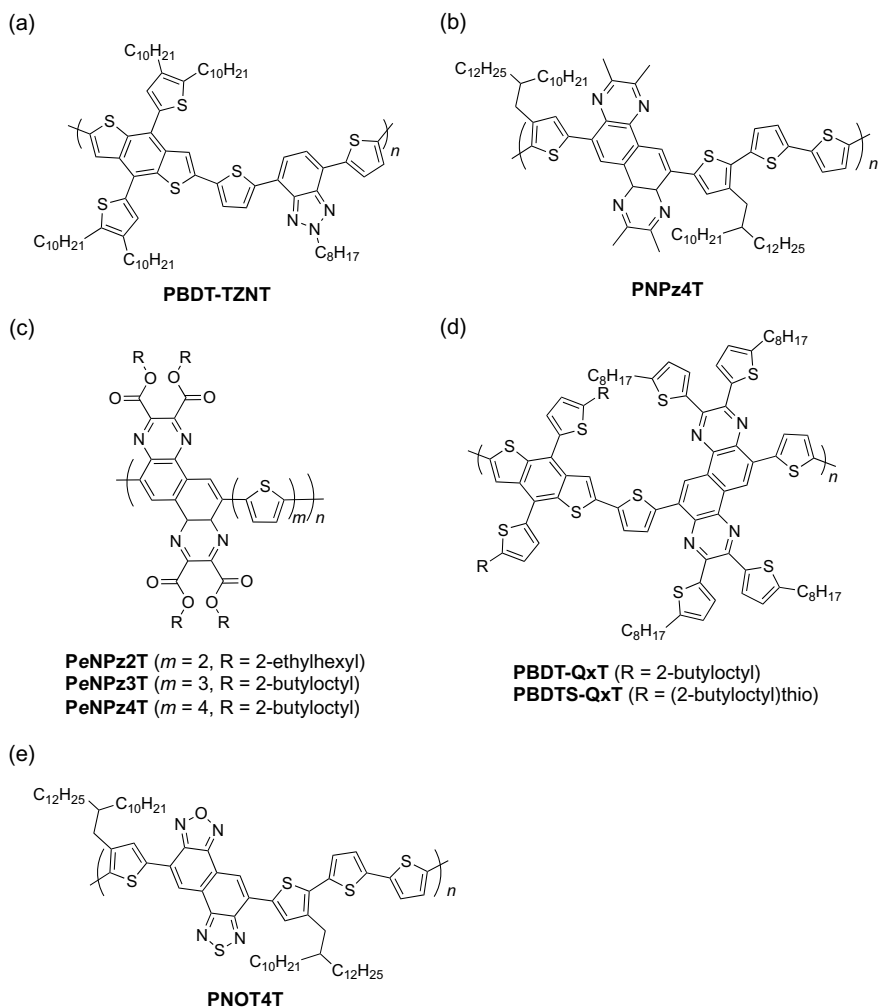 (a)
C10H21
C10H21
S
S
S
S
S
n
N
N
N
C10H21
C10H21
C8H17
PBDT-TZNT
(b)
C12H25
C10H21
N
N
S
S
S
S
n
N
N
C10H21
C12H25
PNPz4T
(c)
R
R
O
O
O
O
N
N
S
m
n
N
N
O
O
O
O
R
R
PeNPz2T (m = 2, R = 2-ethylhexyl)
PeNPz3T (m = 3, R = 2-butyloctyl)
PeNPz4T (m = 4, R = 2-butyloctyl)
(d)
C8H17
C8H17
R
S
S
S
N
N
S
S
n
S
S
S
R
N
N
S
S
C8H17
C8H17
PBDT-QxT (R = 2-butyloctyl)
PBDTS-QxT (R = (2-butyloctyl)thio)
(e)
C12H25
C10H21
N
O
N
S
S
S
S
n
N
S
N
C10H21
C12H25
PNOT4T